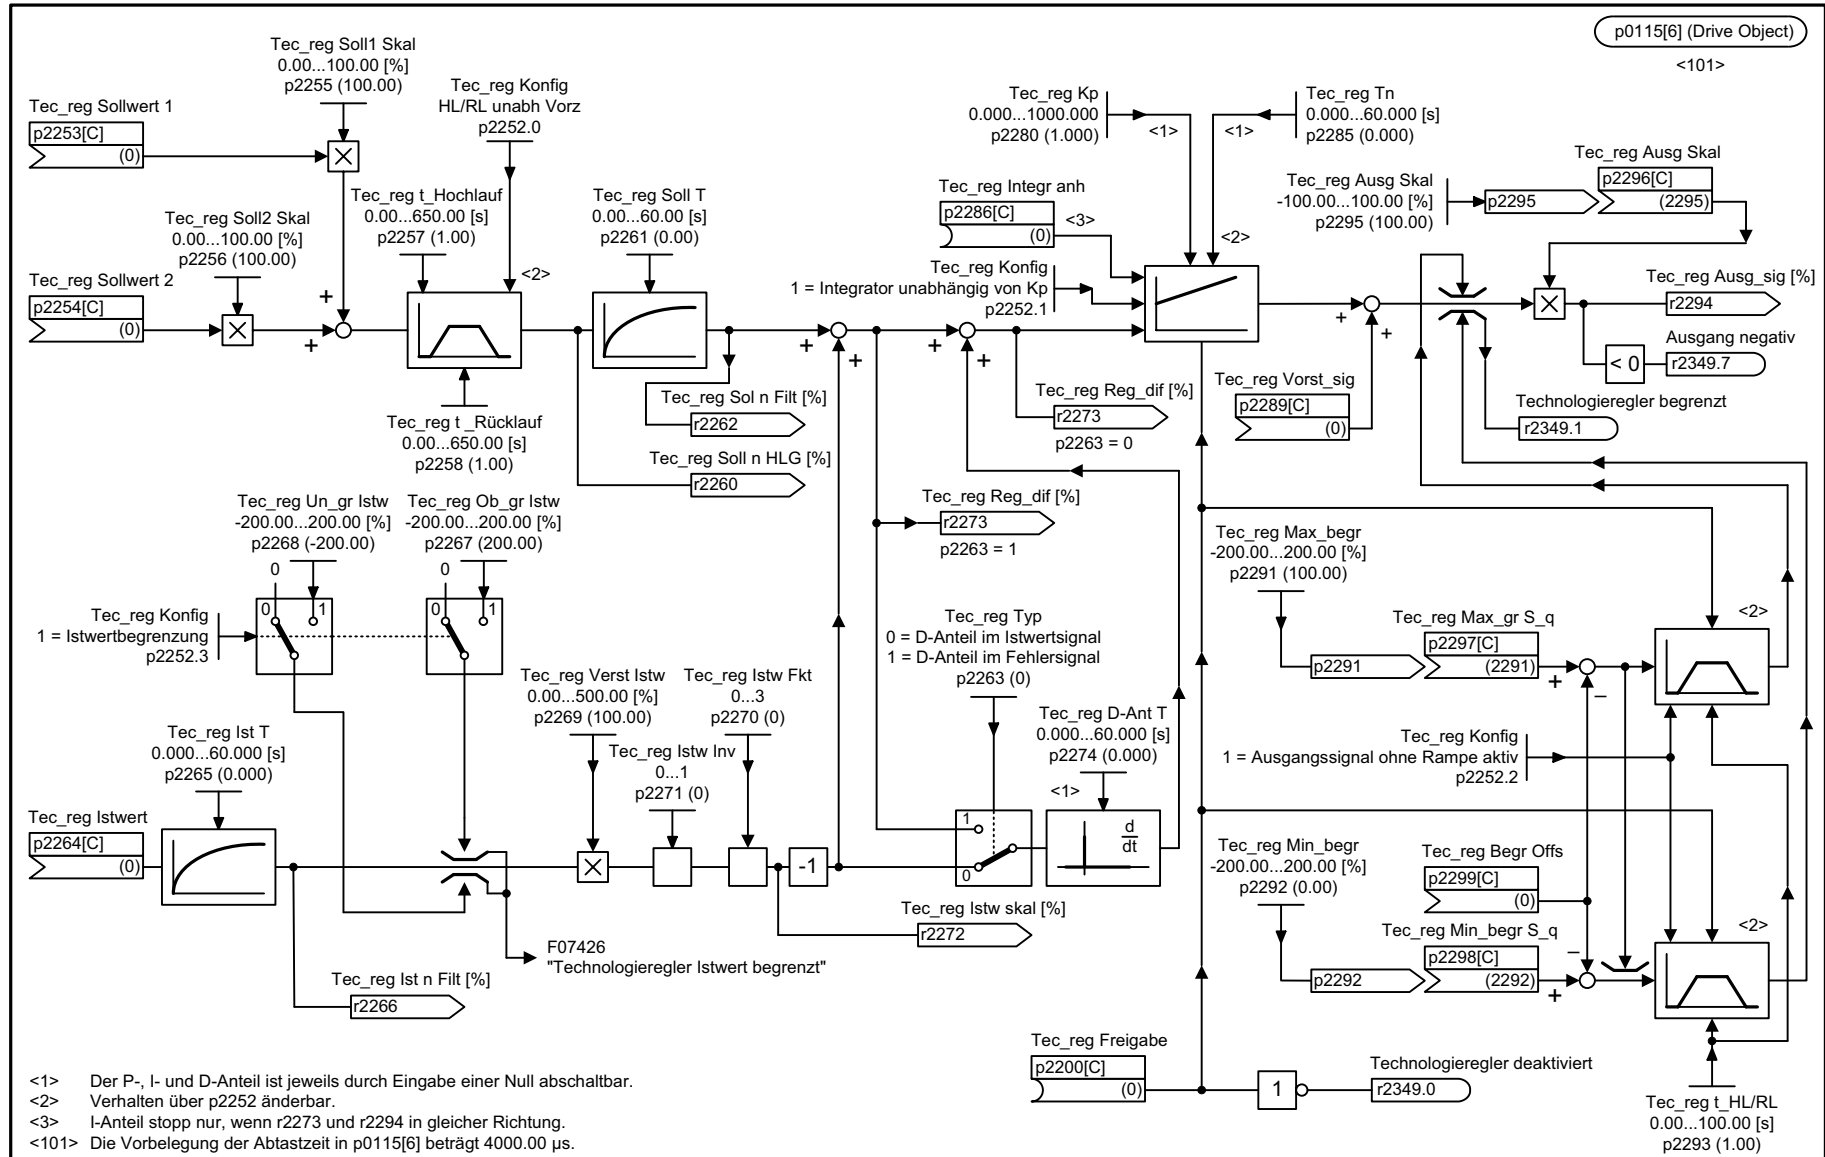 p0115[6] (Drive Object)
<101>
Tec_reg Soll1 Skal
0.00...100.00 [%]
p2255 (100.00)
Tec_reg Sollwert 1
p2253[C]
(0)
Tec_reg Konfig
HL/RL unabh Vorz
p2252.0
Tec_reg Soll2 Skal
0.00...100.00 [%]
p2256 (100.00)
Tec_reg Sollwert 2
p2254[C]
(0)
+
+
Tec_reg t_Hochlauf
0.00...650.00 [s]
p2257 (1.00)
<2>
Tec_reg t _Rücklauf
0.00...650.00 [s]
p2258 (1.00)
Tec_reg Soll T
0.00...60.00 [s]
p2261 (0.00)
Tec_reg Sol n Filt [%]
r2262
Tec_reg Soll n HLG [%]
r2260
+
+
+
+
Tec_reg Kp
0.000...1000.000
p2280 (1.000)
<1>
Tec_reg Tn
0.000...60.000 [s]
p2285 (0.000)
<1>
Tec_reg Integr anh
p2286[C]
(0)
<3>
<2>
Tec_reg Konfig
1 = Integrator unabhängig von Kp
p2252.1
Tec_reg Ausg Skal
-100.00...100.00 [%]
p2295 (100.00)
p2295
Tec_reg Ausg Skal
p2296[C]
(2295)
Tec_reg Ausg_sig [%]
r2294
Ausgang negativ
< 0
r2349.7
Technologieregler begrenzt
r2349.1
+
+
Tec_reg Vorst_sig
p2289[C]
(0)
Tec_reg Reg_dif [%]
r2273
p2263 = 0
Tec_reg Reg_dif [%]
r2273
p2263 = 1
Tec_reg Un_gr Istw
-200.00...200.00 [%]
p2268 (-200.00)
Tec_reg Ob_gr Istw
-200.00...200.00 [%]
p2267 (200.00)
0
0
0
1
0
1
Tec_reg Konfig
1 = Istwertbegrenzung
p2252.3
Tec_reg Ist T
0.000...60.000 [s]
p2265 (0.000)
Tec_reg Istwert
p2264[C]
(0)
Tec_reg Ist n Filt [%]
r2266
F07426
"Technologieregler Istwert begrenzt"
Tec_reg Verst Istw
0.00...500.00 [%]
p2269 (100.00)
Tec_reg Istw Fkt
0...3
p2270 (0)
Tec_reg Istw Inv
0...1
p2271 (0)
-1
Tec_reg Istw skal [%]
r2272
Tec_reg Typ
0 = D-Anteil im Istwertsignal
1 = D-Anteil im Fehlersignal
p2263 (0)
1
0
Tec_reg D-Ant T
0.000...60.000 [s]
p2274 (0.000)
<1>
d
dt
Tec_reg Max_begr
-200.00...200.00 [%]
p2291 (100.00)
p2291
Tec_reg Max_gr S_q
p2297[C]
(2291)
+
–
<2>
Tec_reg Konfig
1 = Ausgangssignal ohne Rampe aktiv
p2252.2
Tec_reg Min_begr
-200.00...200.00 [%]
p2292 (0.00)
p2292
Tec_reg Begr Offs
p2299[C]
(0)
Tec_reg Min_begr S_q
p2298[C]
(2292)
+
–
<2>
Tec_reg Freigabe
p2200[C]
(0)
1
Technologieregler deaktiviert
r2349.0
Tec_reg t_HL/RL
0.00...100.00 [s]
p2293 (1.00)
<1> Der P-, I- und D-Anteil ist jeweils durch Eingabe einer Null abschaltbar.
<2> Verhalten über p2252 änderbar.
<3> I-Anteil stopp nur, wenn r2273 und r2294 in gleicher Richtung.
<101> Die Vorbelegung der Abtastzeit in p0115[6] beträgt 4000.00 µs.